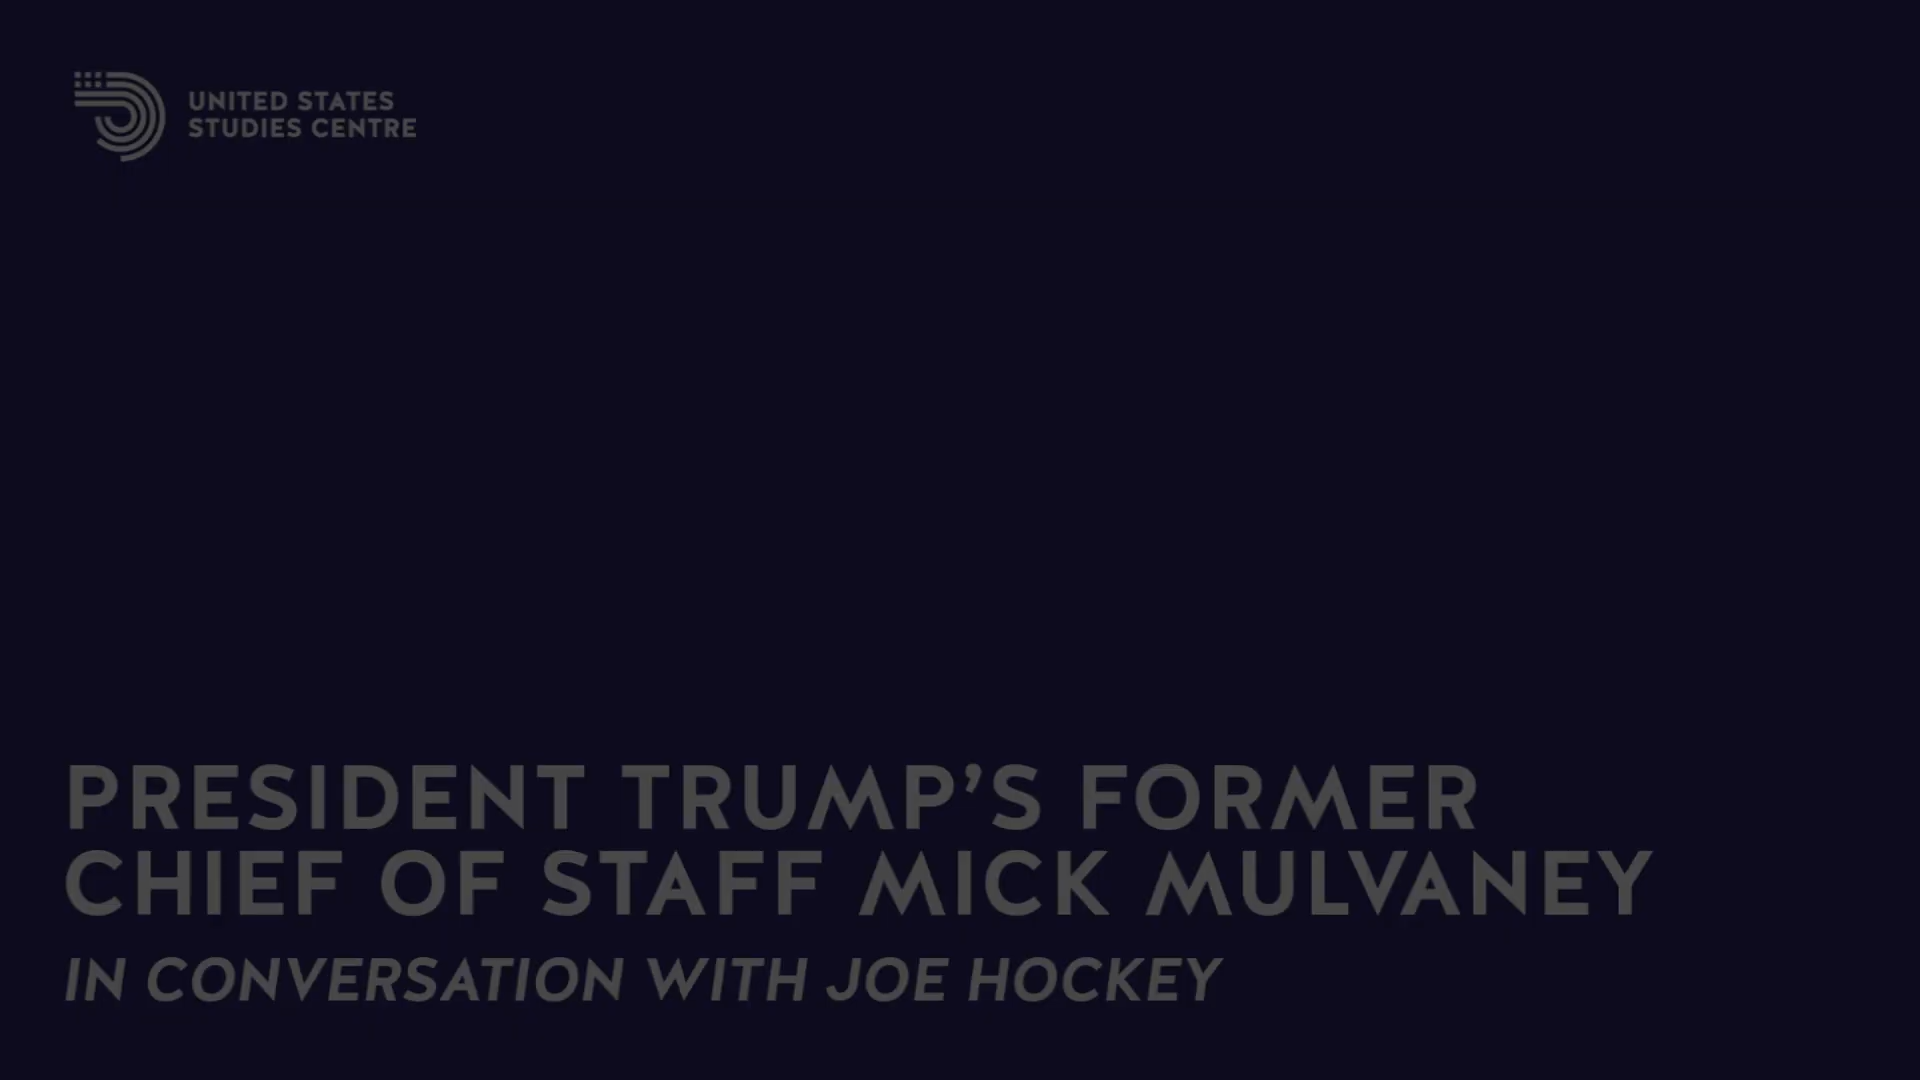 UNITED STATES
STUDIES CENTRE
PRESIDENT TRUMP’S FORMER
CHIEF OF STAFF MICK MULVANEY
IN CONVERSATION WITH JOE HOCKEY